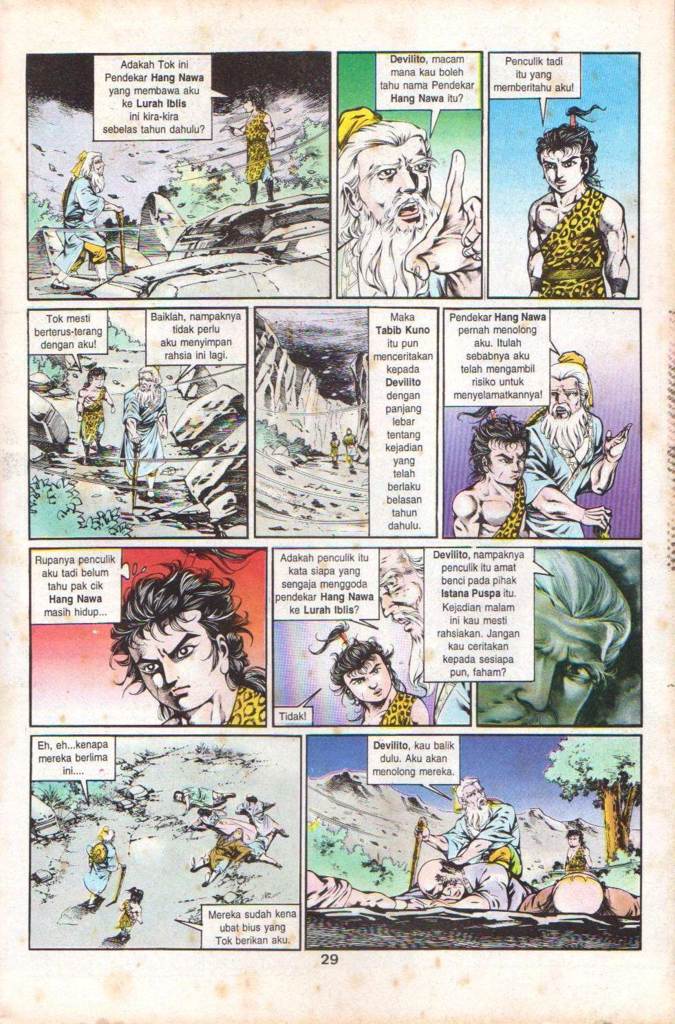 Adakah Tok ini
Pendekar Hang Nawa
yang membawa aku
ke Lurah Iblis
ini kira-kira
sebelas tahun dahulu?
Devilito, macam
mana kau boleh
tahu nama Pendekar
Hang Nawa itu?
Penculik tadi
itu yang
memberitahu aku!
Tok mesti
berterus-terang
dengan aku!
Baiklah, nampaknya
tidak perlu
aku menyimpan
rahsia ini lagi.
Maka
Tabib Kuno
itu pun
menceritakan
kepada
Devilito
dengan
panjang
lebar
tentang
kejadian
yang
telah
berlaku
belasan
tahun
dahulu.
Pendekar Hang Nawa
pernah menolong
aku. Itulah
sebabnya aku
telah mengambil
risiko untuk
menyelamatkannya!
Rupanya penculik
aku tadi belum
tahu pak cik
Hang Nawa
masih hidup...
Adakah penculik itu
kata siapa yang
sengaja menggoda
pendekar Hang Nawa
ke Lurah Iblis?
Tidak!
Devilito, nampaknya
penculik itu amat
benci pada pihak
Istana Puspa itu.
Kejadian malam
ini kau mesti
rahsiakan. Jangan
kau ceritakan
kepada sesiapa
pun, faham?
Eh, eh...kenapa
mereka berlima
ini....
Mereka sudah kena
ubat bius yang
Tok berikan aku.
Devilito, kau balik
dulu. Aku akan
menolong mereka.
29